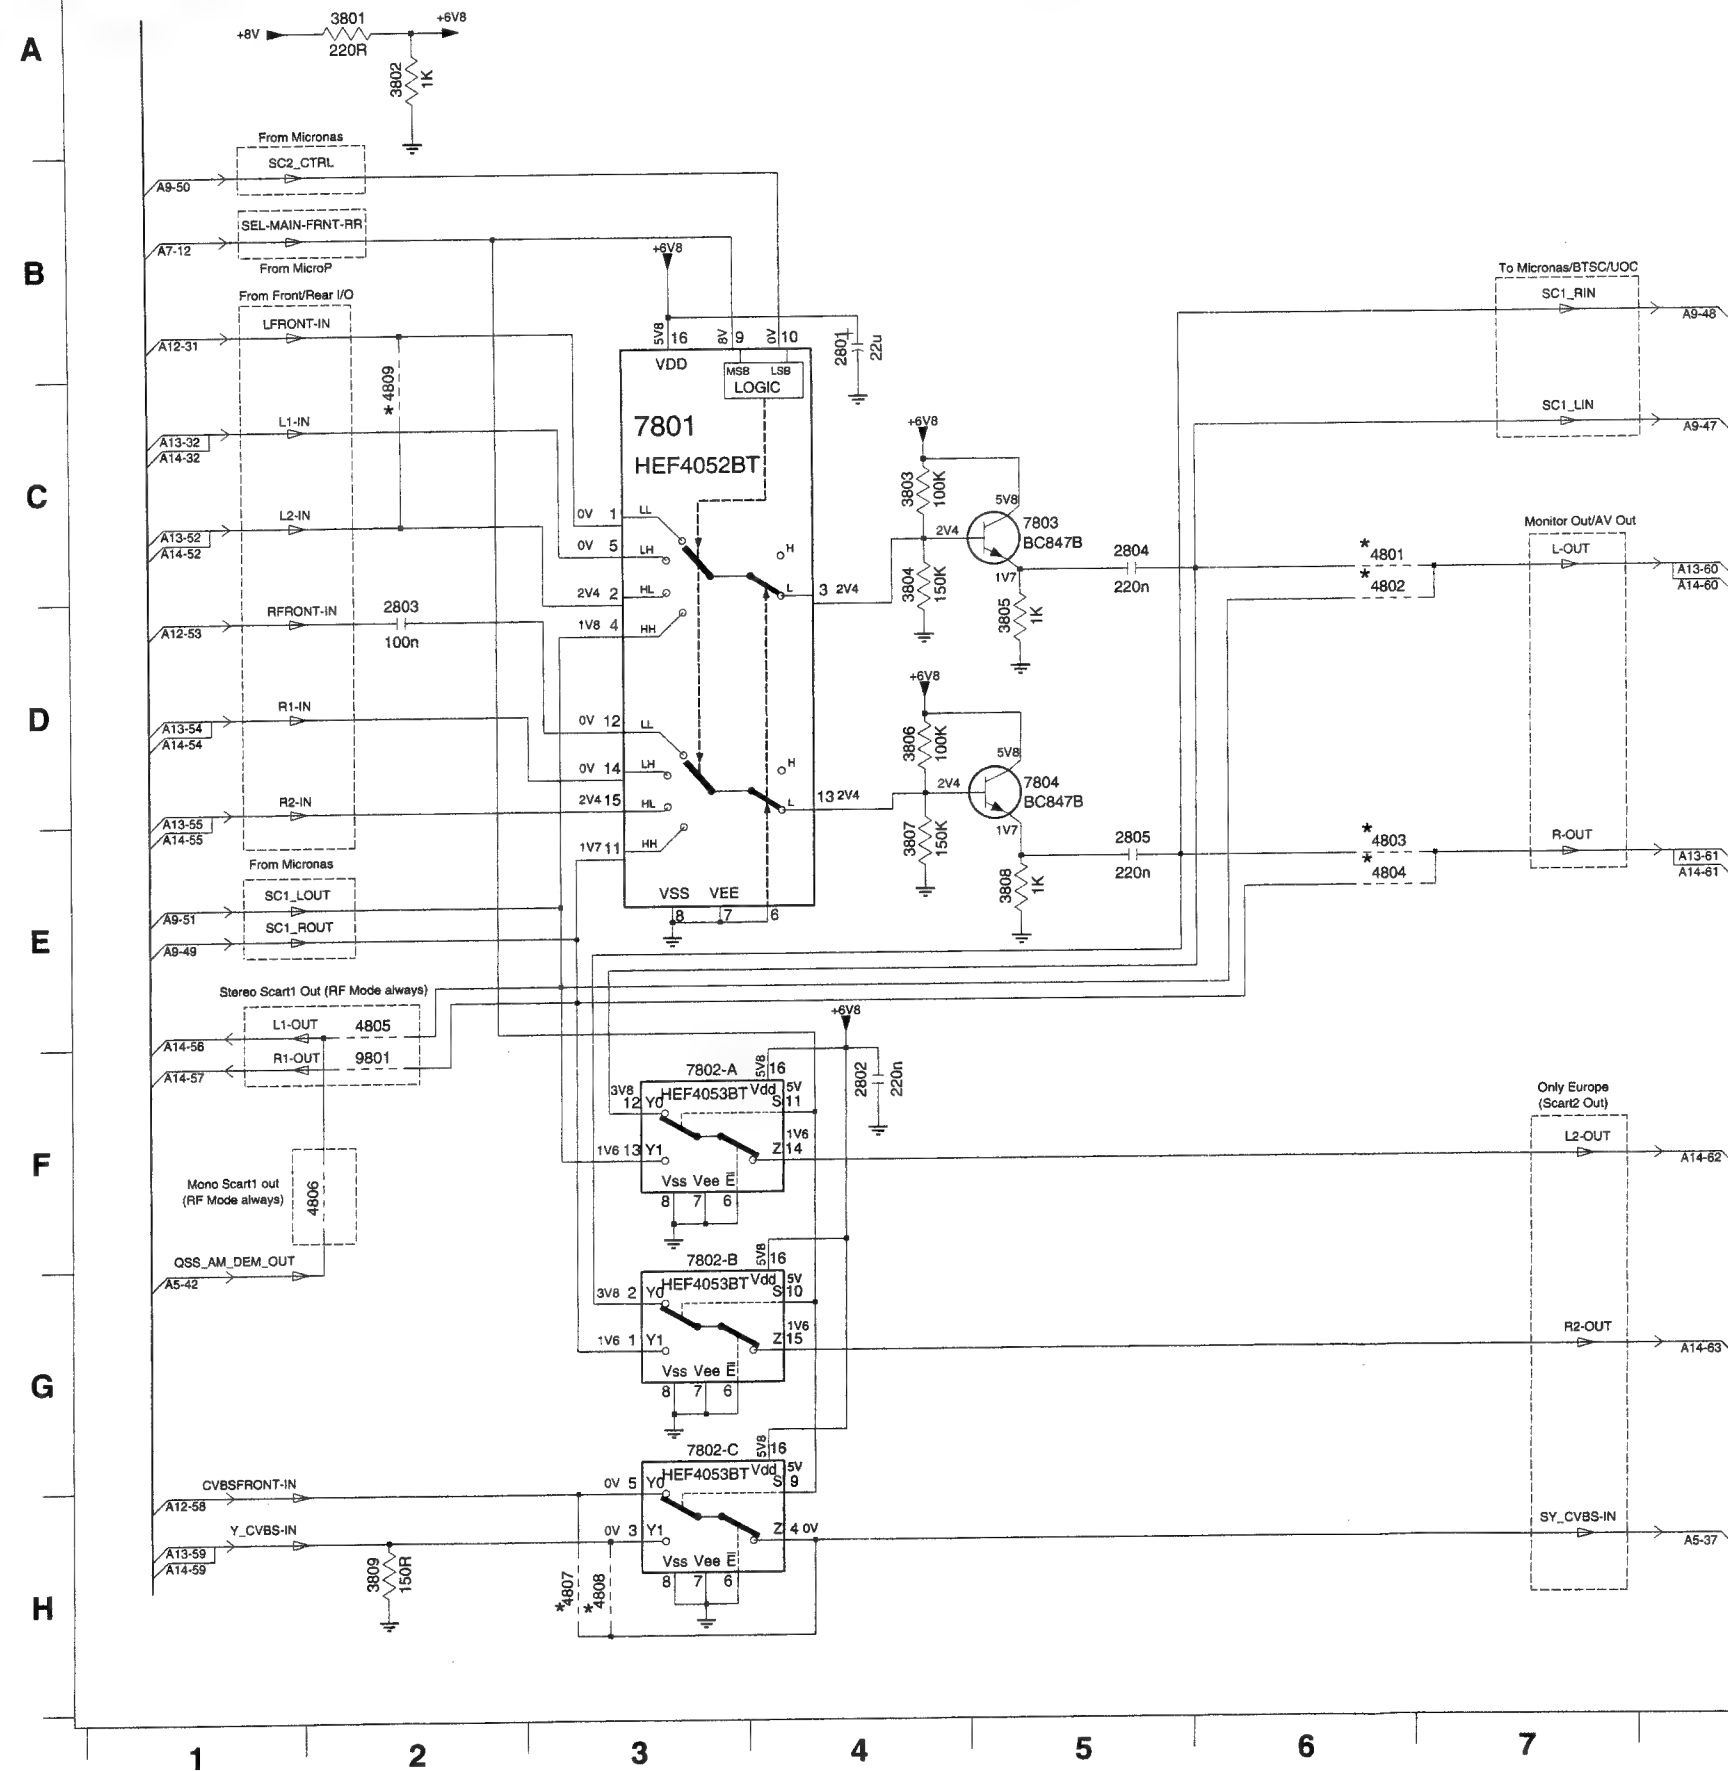 A
3801
+8V
+6V8
220R
3802
1K
From Micronas
SC2_CTRL
A9-50
SEL-MAIN-FRNT-RR
A7-12
From MicroP
B
+6V8
From Front/Rear I/O
LFRONT-IN
A12-31
* 4809
5V8 16
8V 9
0V 10
VDD
MSB LSB
LOGIC
2801
+
22u
7801
HEF4052BT
To Micronas/BTSC/UOC
SC1_RIN
A9-48
SC1_LIN
A9-47
L1-IN
A13-32
A14-32
C
L2-IN
A13-52
A14-52
0V 1 LL
0V 5 LH
2V4 2 HL
1V8 4 HH
H
L
3 2V4
+6V8
3803
100K
5V8
7803
BC847B
2V4
3804
150K
1V7
3805
1K
2804
220n
*
4801
*
4802
Monitor Out/AV Out
L-OUT
A13-60
A14-60
RFRONT-IN
A12-53
2803
100n
D
R1-IN
A13-54
A14-54
R2-IN
A13-55
A14-55
0V 12 LL
0V 14 LH
2V4 15 HL
1V7 11 HH
H
L
13 2V4
+6V8
3806
100K
5V8
7804
BC847B
2V4
3807
150K
1V7
3808
1K
2805
220n
*
4803
*
4804
R-OUT
A13-61
A14-61
VSS VEE
8 7 6
From Micronas
SC1_LOUT
A9-51
E
SC1_ROUT
A9-49
Stereo Scart1 Out (RF Mode always)
L1-OUT 4805
A14-56
R1-OUT 9801
A14-57
+6V8
2802
220n
7802-A
5V8 16
HEF4053BT Vdd 5V
S 11
3V8
12 Y0
1V6 13 Y1
1V6
Z 14
Vss Vee E
8 7 6
F
Only Europe
(Scart2 Out)
L2-OUT
A14-62
Mono Scart1 out
(RF Mode always)
4806
QSS_AM_DEM_OUT
A5-42
7802-B
5V8 16
HEF4053BT Vdd 5V
S 10
3V8 2 Y0
1V6 1 Y1
1V6
Z 15
Vss Vee E
8 7 6
R2-OUT
A14-63
G
7802-C
5V8 16
HEF4053BT Vdd 5V
S 9
CVBSFRONT-IN
A12-58
0V 5 Y0
Y_CVBS-IN
A13-59
A14-59
0V 3 Y1
Z 4 0V
Vss Vee E
8 7 6
SY_CVBS-IN
A5-37
3809
150R
*4807
*4808
H
1 2 3 4 5 6 7